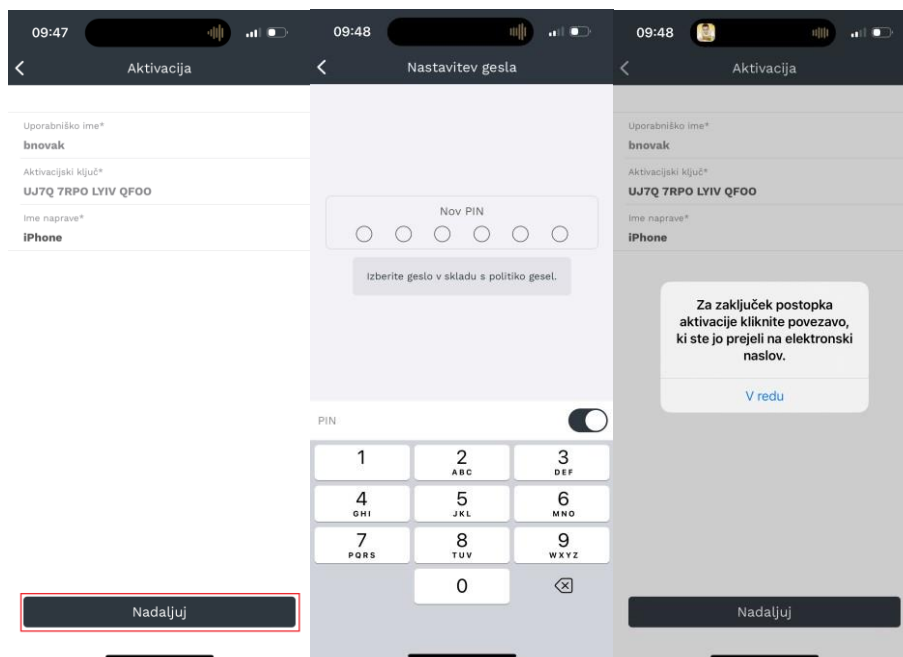 09:47
Aktivacija
Uporabniško ime*
bnovak
Aktivacijski ključ*
UJ7Q 7RPO LYIV QFOO
Ime naprave*
iPhone
Nadaljuj
09:48
Nastavitev gesla
Nov PIN
Izberite geslo v skladu s politiko gesel.
PIN
1
2
ABC
3
DEF
4
GHI
5
JKL
6
MNO
7
PQRS
8
TUV
9
WXYZ
0
09:48
Aktivacija
Uporabniško ime*
bnovak
Aktivacijski ključ*
UJ7Q 7RPO LYIV QFOO
Ime naprave*
iPhone
Za zaključek postopka
aktivacije kliknite povezavo,
ki ste jo prejeli na elektronski
naslov.
V redu
Nadaljuj